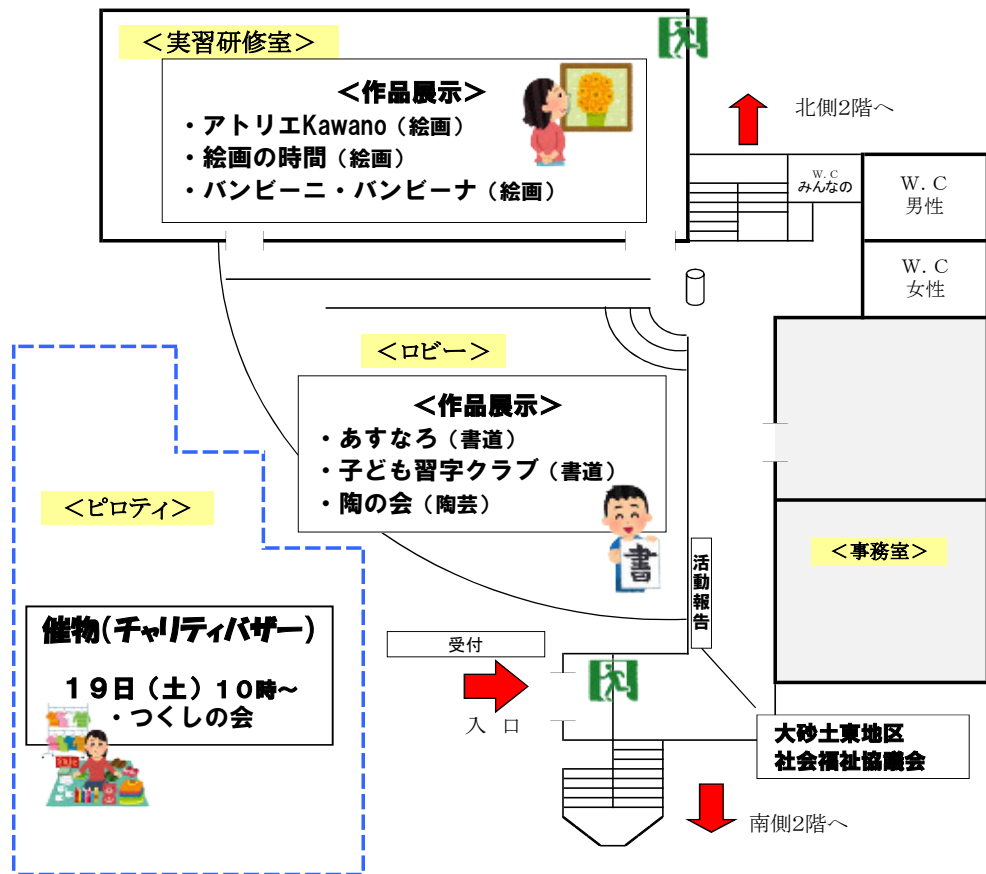 ＜実習研修室＞
＜作品展示＞
・アトリエKawano（絵画）
・絵画の時間（絵画）
・バンビーニ・バンビーナ（絵画）
北側2階へ
W.C
みんなの
W.C
男性
W.C
女性
＜ロビー＞
＜作品展示＞
・あすなろ（書道）
・子ども習字クラブ（書道）
・陶の会（陶芸）
書
＜ピロティ＞
＜事務室＞
活動報告
催物(チャリティバザー)
19日（土）10時～
・つくしの会
受付
入口
大砂土東地区
社会福祉協議会
南側2階へ